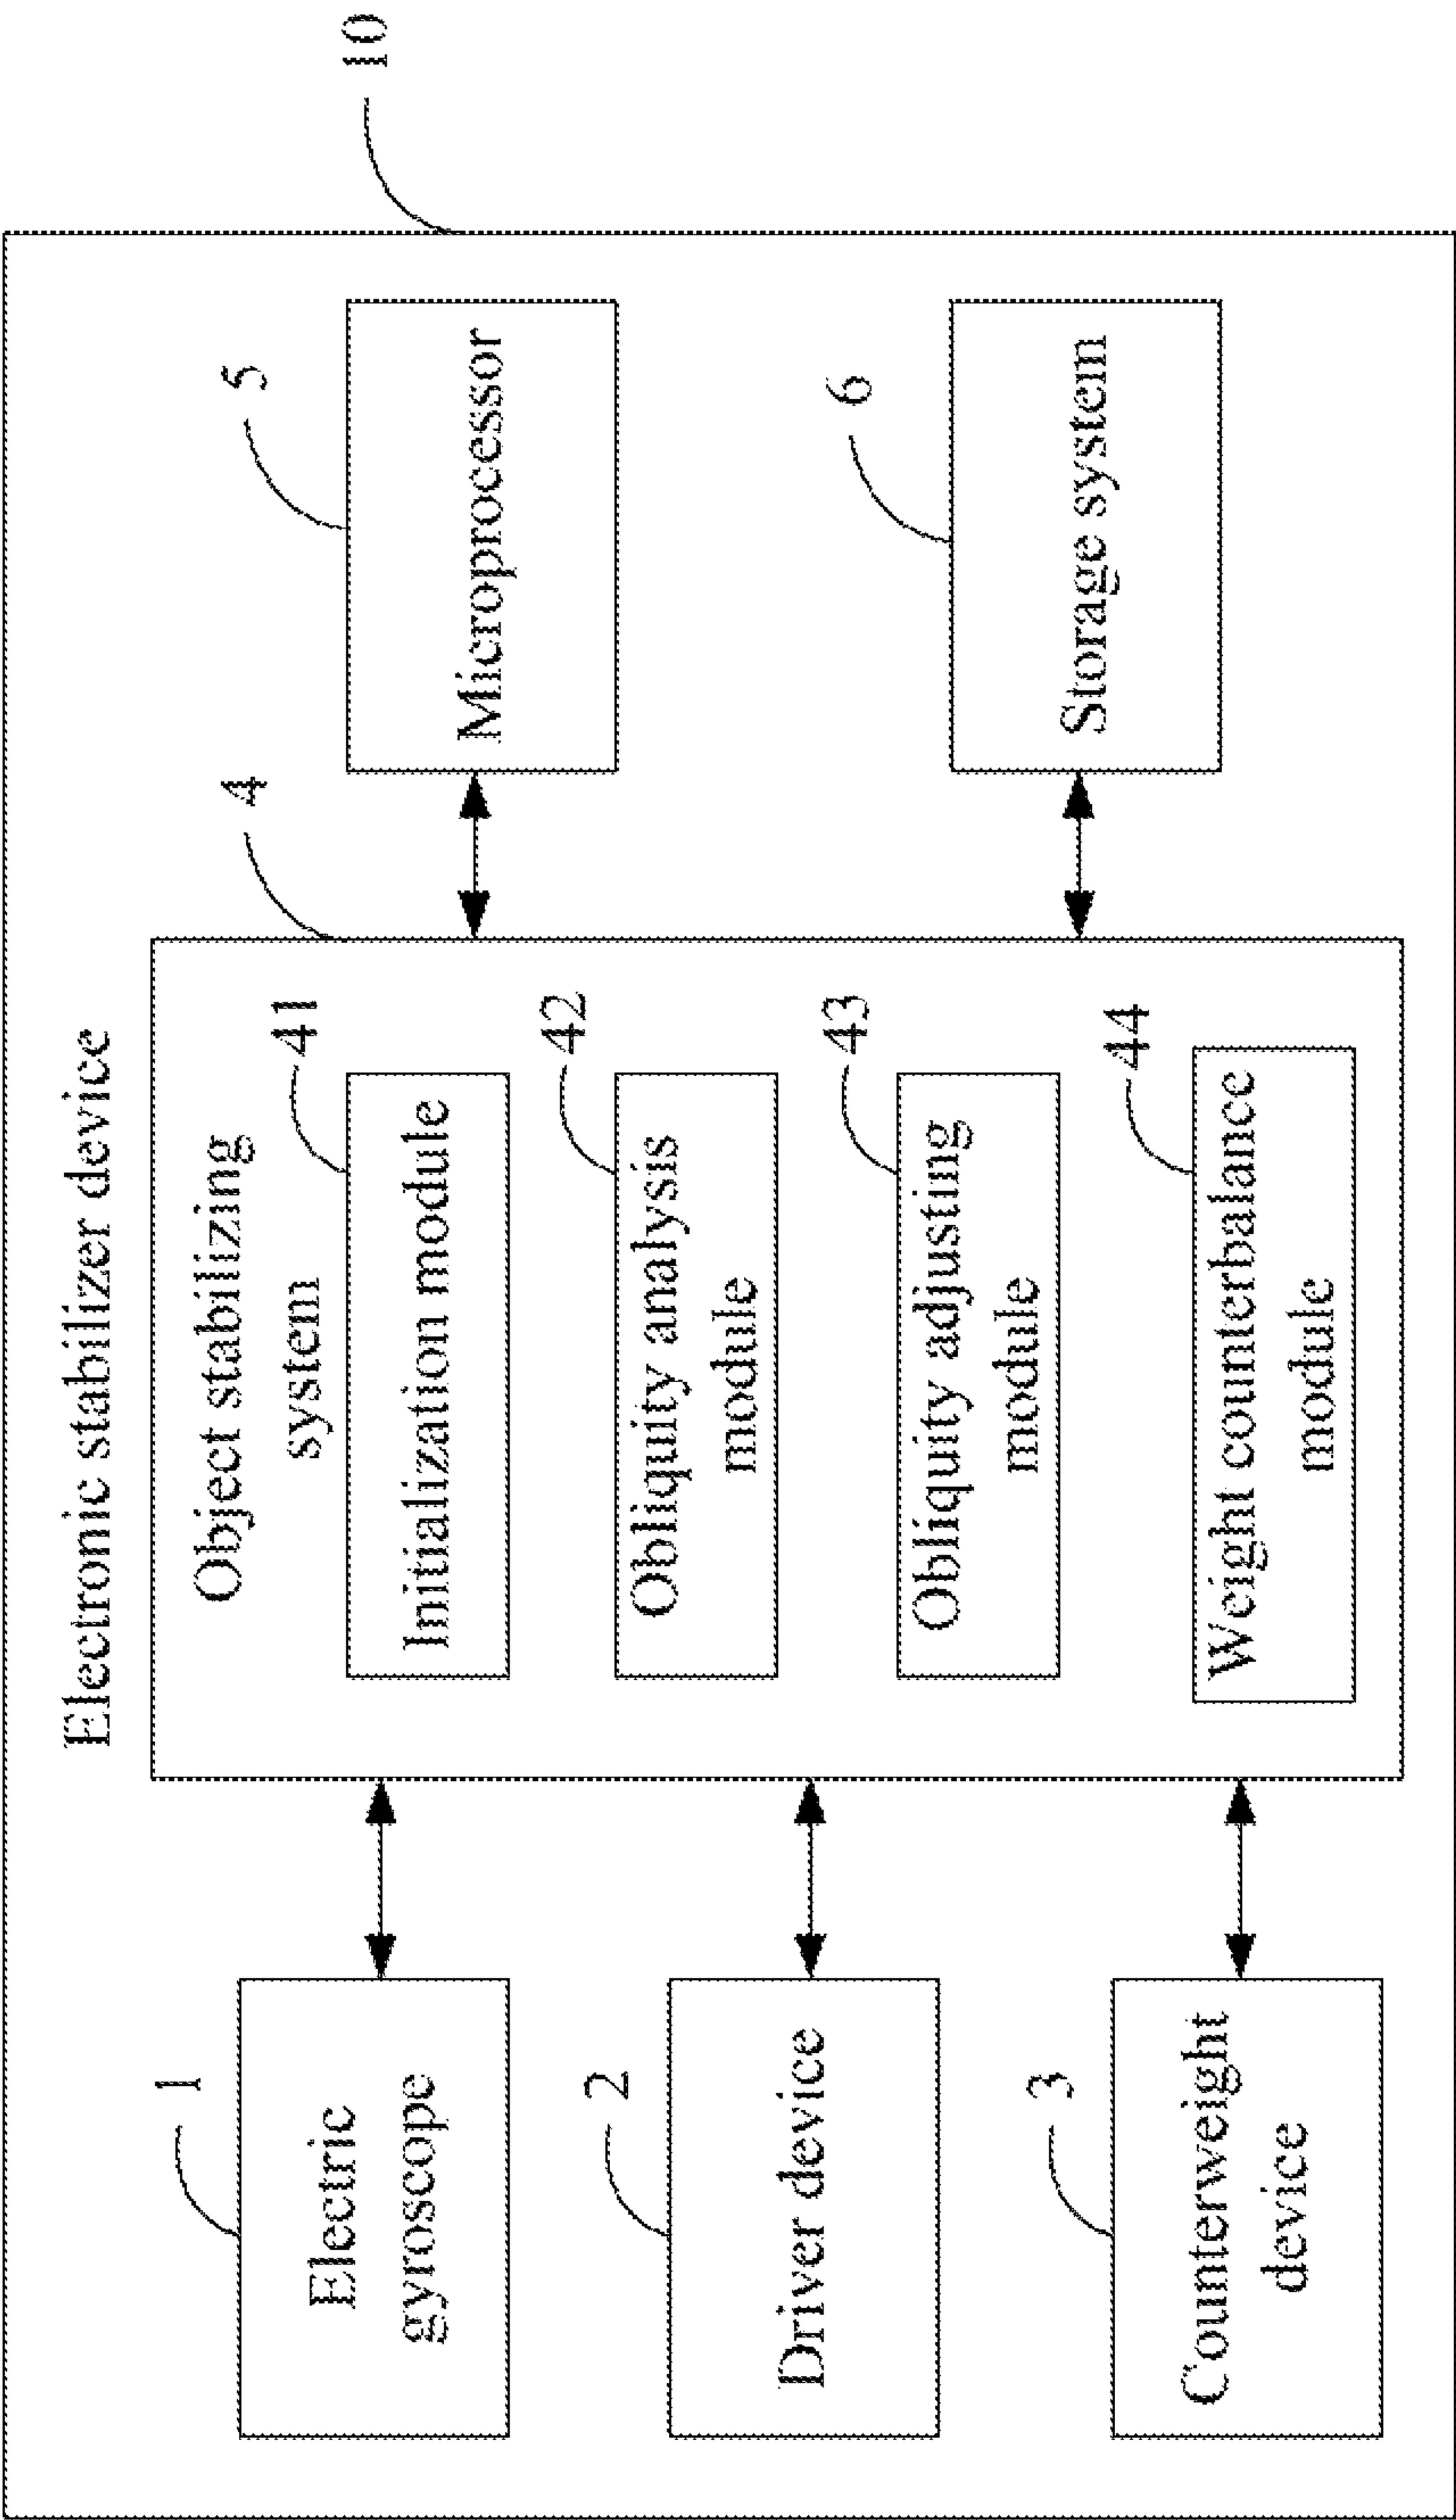 Electronic stabilizer device
10
1
Electric
gyroscope
2
Driver device
3
Counterweight
device
4
Object stabilizing
system
41
Initialization module
42
Obliquity analysis
module
43
Obliquity adjusting
module
44
Weight counterbalance
module
5
Microprocessor
6
Storage system